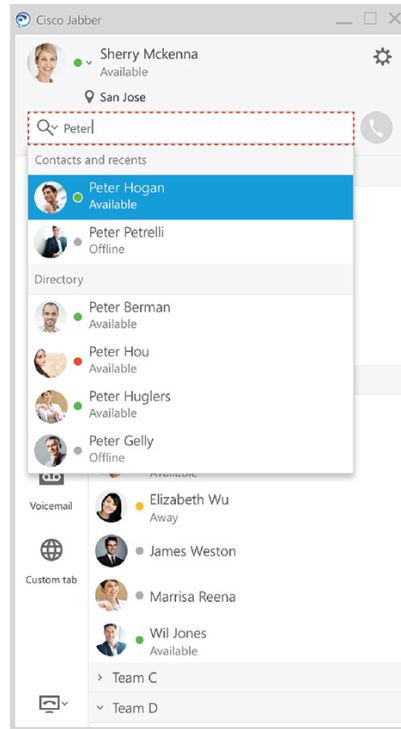 Cisco Jabber
Sherry Mckenna
Available
San Jose
Peter
Contacts and recents
Peter Hogan
Available
Peter Petrelli
Offline
Directory
Peter Berman
Available
Peter Hou
Available
Peter Huglers
Available
Peter Gelly
Offline
Available
Voicemail
Elizabeth Wu
Away
Custom tab
James Weston
Marrisa Reena
Wil Jones
Available
Team C
Team D